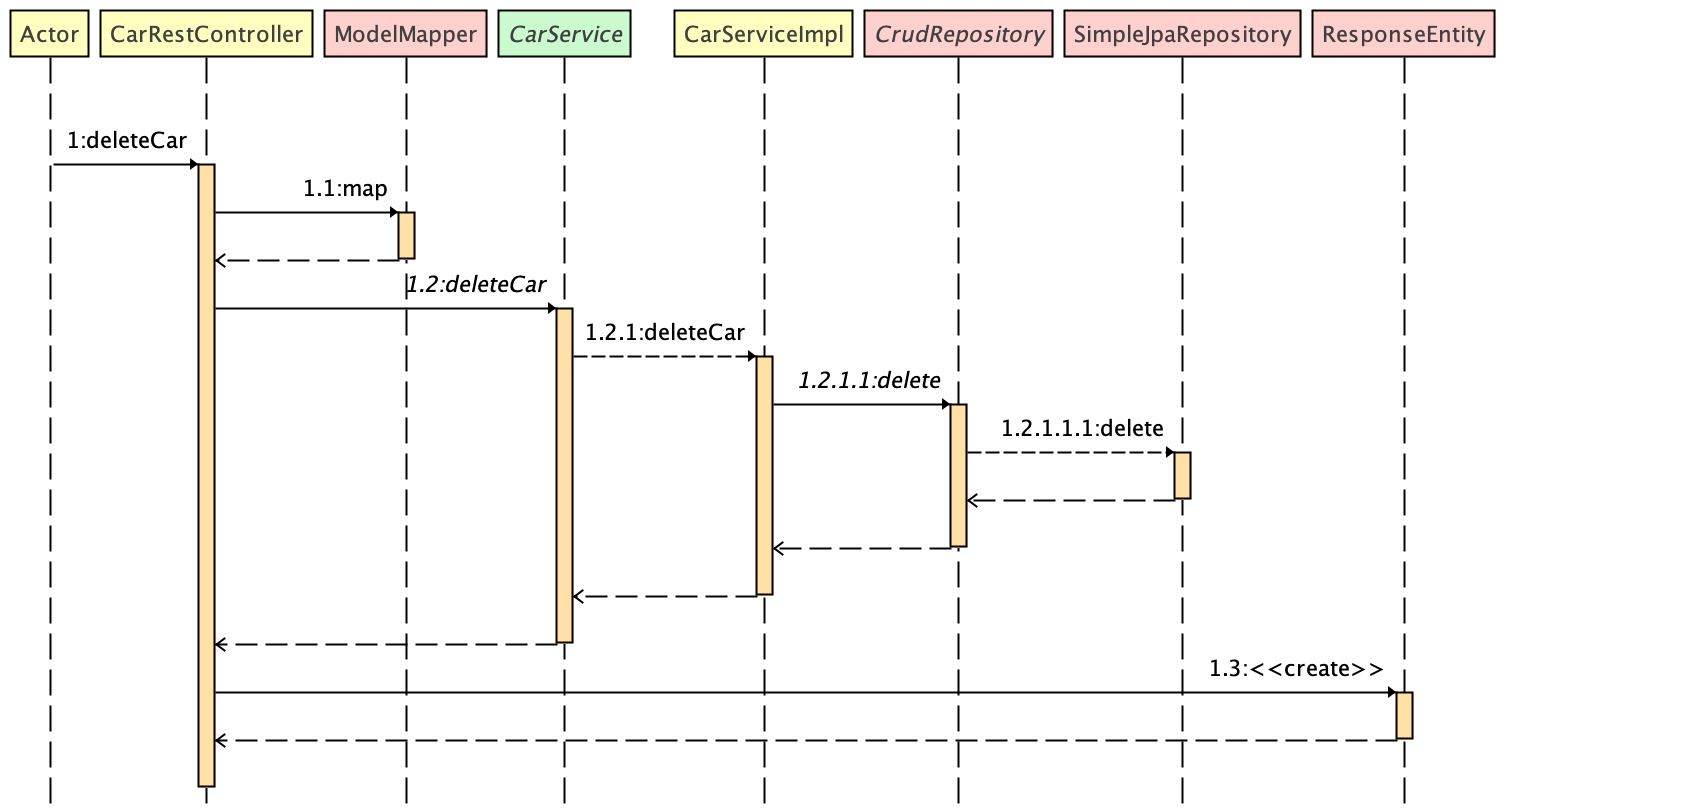 Actor
CarRestController
ModelMapper
CarService
CarServiceImpl
CrudRepository
SimpleJpaRepository
ResponseEntity
1:deleteCar
1.1:map
1.2:deleteCar
1.2.1:deleteCar
1.2.1.1:delete
1.2.1.1.1:delete
1.3:<<create>>